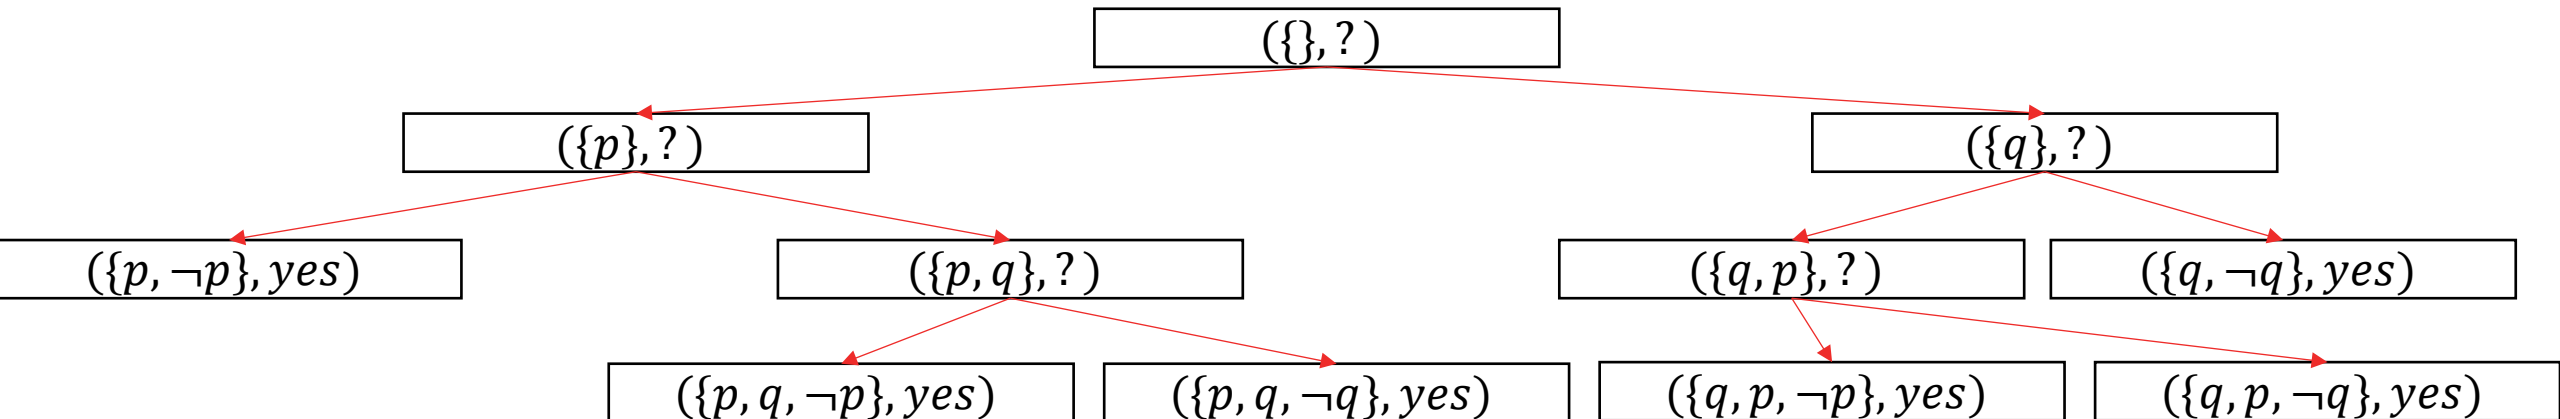 ({}, ? )
({p}, ? )
({q}, ? )
({p, ¬p}, yes)
({p, q}, ? )
({q, p}, ? )
({q, ¬q}, yes)
({p, q, ¬p}, yes)
({p, q, ¬q}, yes)
({q, p, ¬p}, yes)
({q, p, ¬q}, yes)